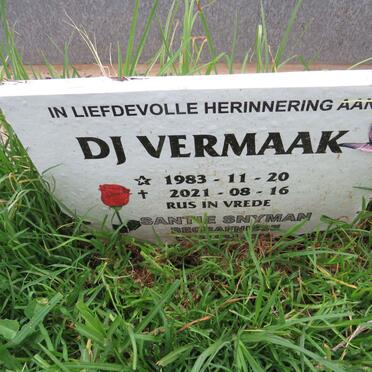 IN LIEFDEVOLLE HERINNERING AAN
DJ VERMAAK
☆ 1983 - 11 - 20
✝ 2021 - 08 - 16
RUS IN VREDE
SANTIE SNYMAN